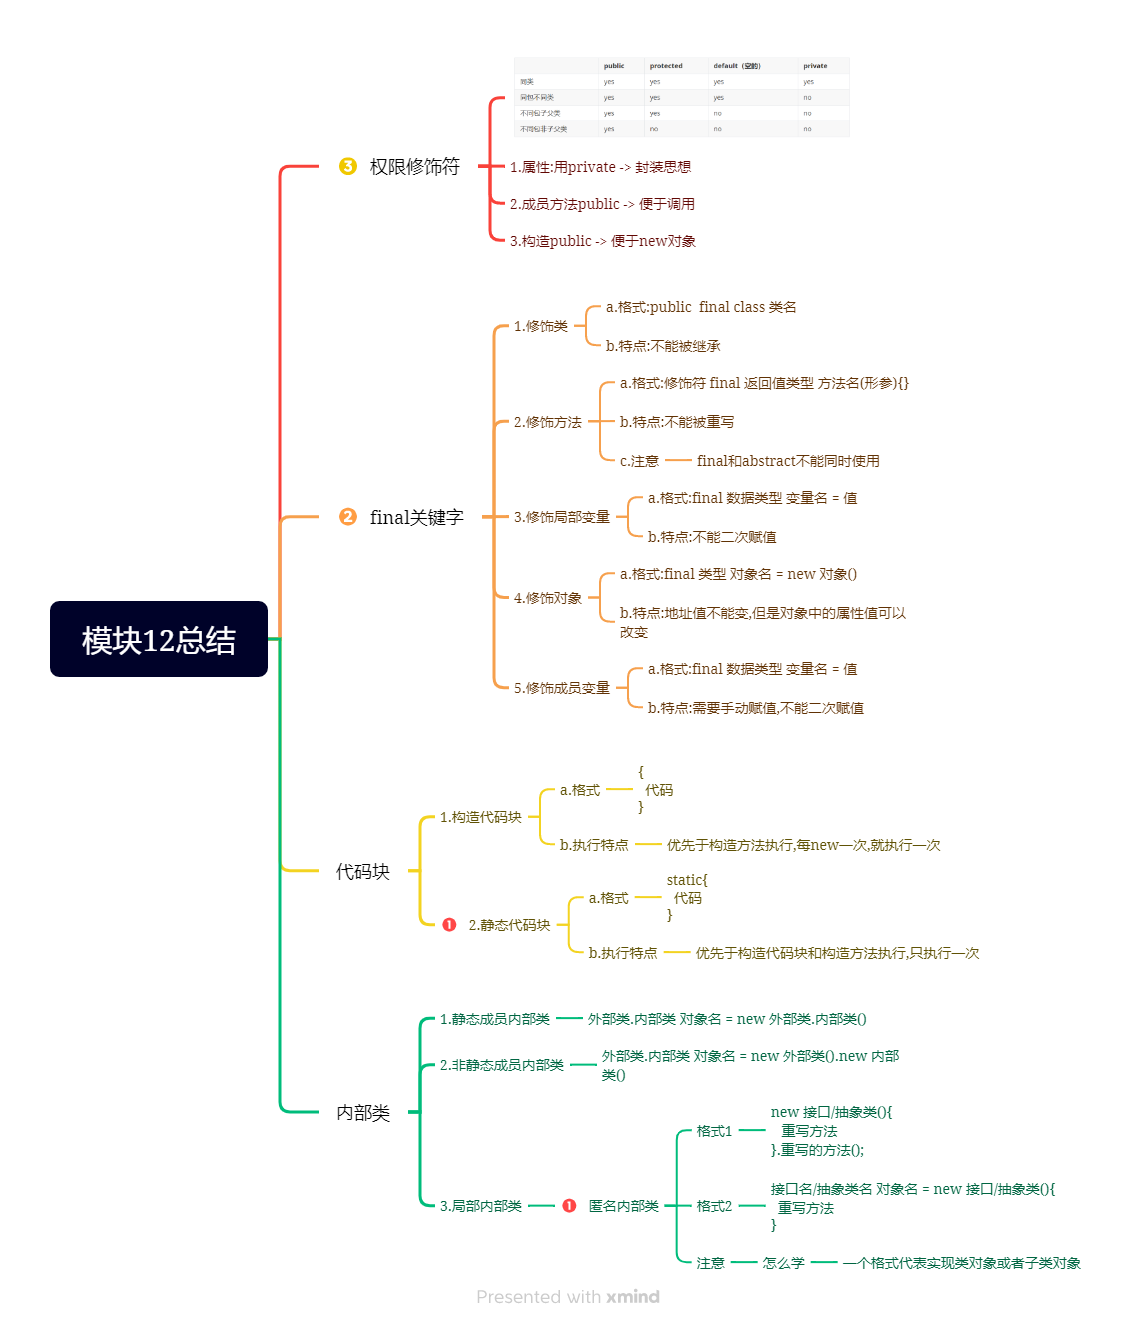 public protected default（空的） private
同类 yes yes yes yes
同包不同类 yes yes yes no
不同包子父类 yes yes no no
不同包非子父类 yes no no no
3 权限修饰符
1.属性:用private -> 封装思想
2.成员方法public -> 便于调用
3.构造public -> 便于new对象
2 final关键字
1.修饰类
a.格式:public  final class 类名
b.特点:不能被继承
2.修饰方法
a.格式:修饰符 final 返回值类型 方法名(形参){}
b.特点:不能被重写
c.注意
final和abstract不能同时使用
3.修饰局部变量
a.格式:final 数据类型 变量名 = 值
b.特点:不能二次赋值
4.修饰对象
a.格式:final 类型 对象名 = new 对象()
b.特点:地址值不能变,但是对象中的属性值可以
改变
5.修饰成员变量
a.格式:final 数据类型 变量名 = 值
b.特点:需要手动赋值,不能二次赋值
模块12总结
代码块
1.构造代码块
a.格式
{
代码
}
b.执行特点
优先于构造方法执行,每new一次,就执行一次
1 2.静态代码块
a.格式
static{
代码
}
b.执行特点
优先于构造代码块和构造方法执行,只执行一次
内部类
1.静态成员内部类
外部类.内部类 对象名 = new 外部类.内部类()
2.非静态成员内部类
外部类.内部类 对象名 = new 外部类().new 内部
类()
3.局部内部类
1 匿名内部类
格式1
new 接口/抽象类(){
重写方法
}.重写的方法();
格式2
接口名/抽象类名 对象名 = new 接口/抽象类(){
重写方法
}
注意
怎么学
一个格式代表实现类对象或者子类对象
Presented with xmind